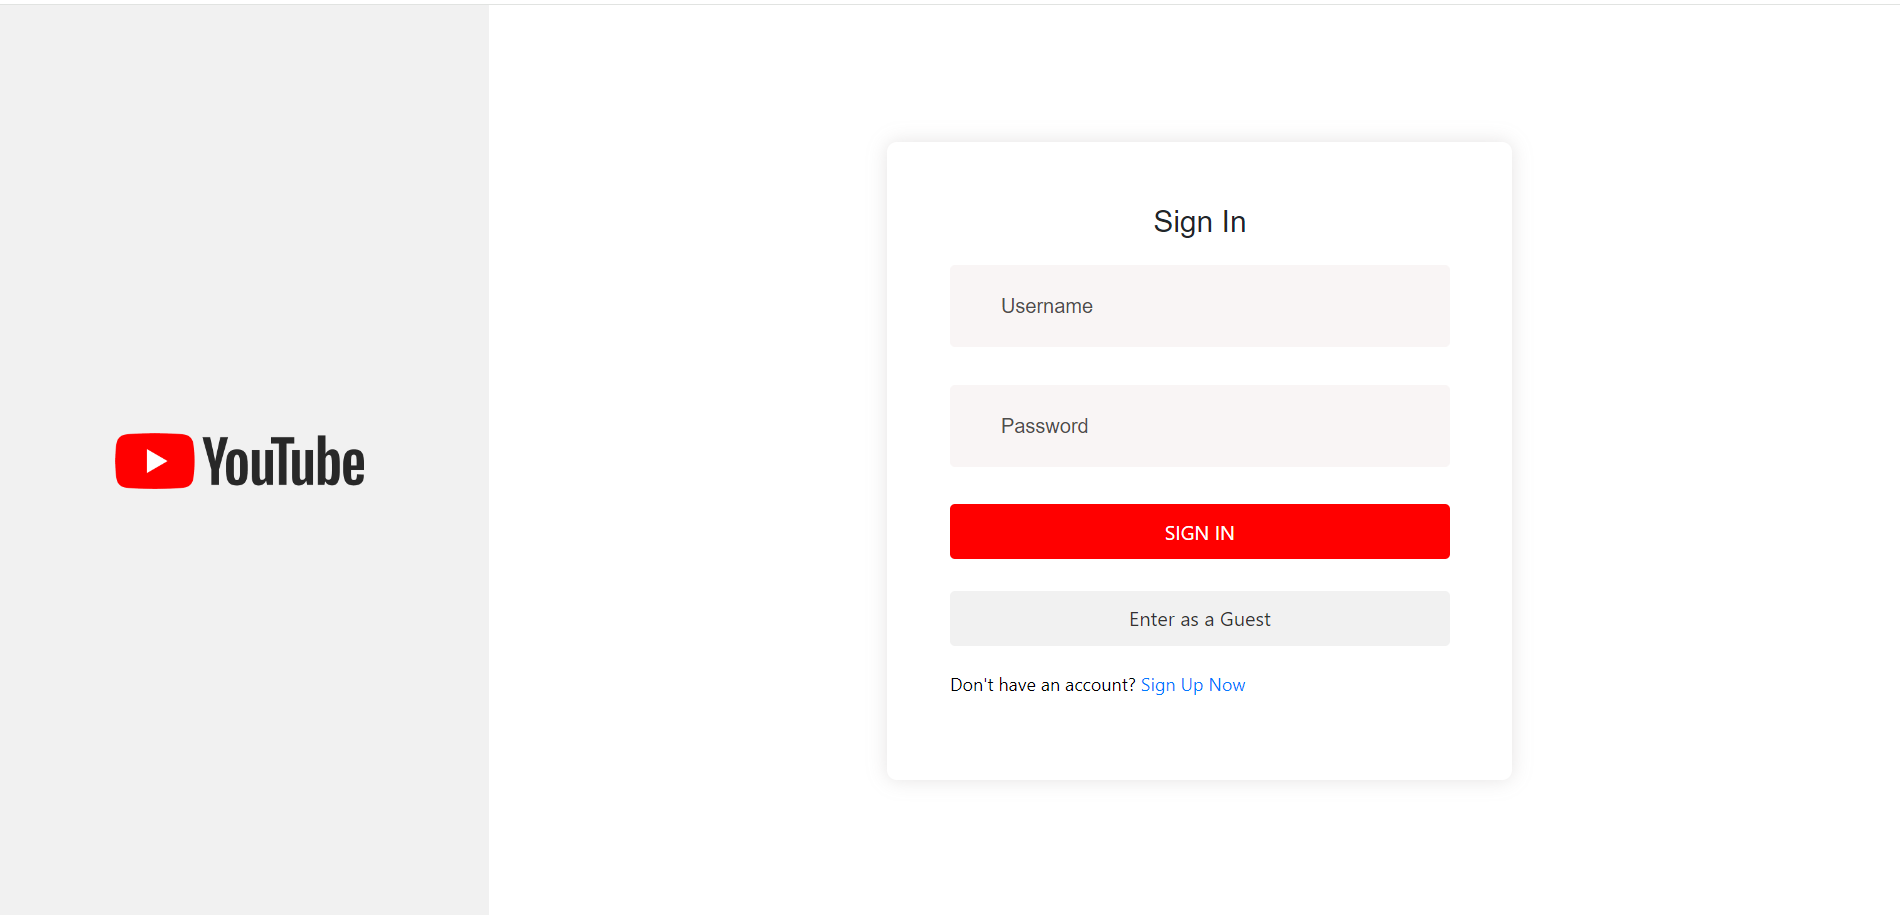 YouTube
Sign In
Username
Password
SIGN IN
Enter as a Guest
Don't have an account? Sign Up Now